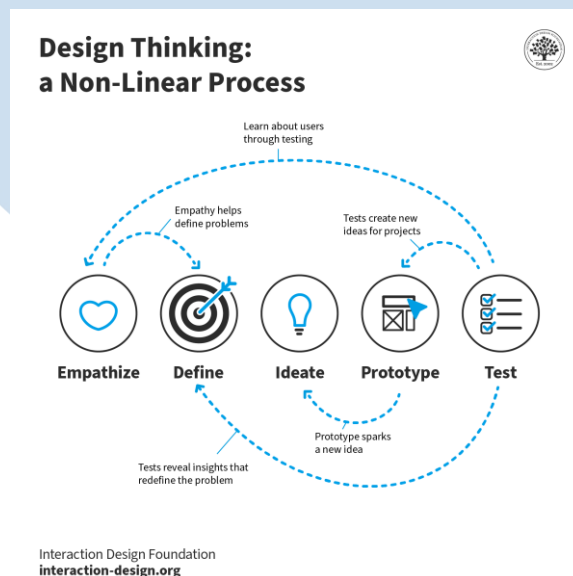 Design Thinking:
a Non-Linear Process
Learn about users
through testing
Empathy helps
define problems
Tests create new
ideas for projects
Empathize
Define
Ideate
Prototype
Test
Prototype sparks
a new idea
Tests reveal insights that
redefine the problem
Interaction Design Foundation
interaction-design.org